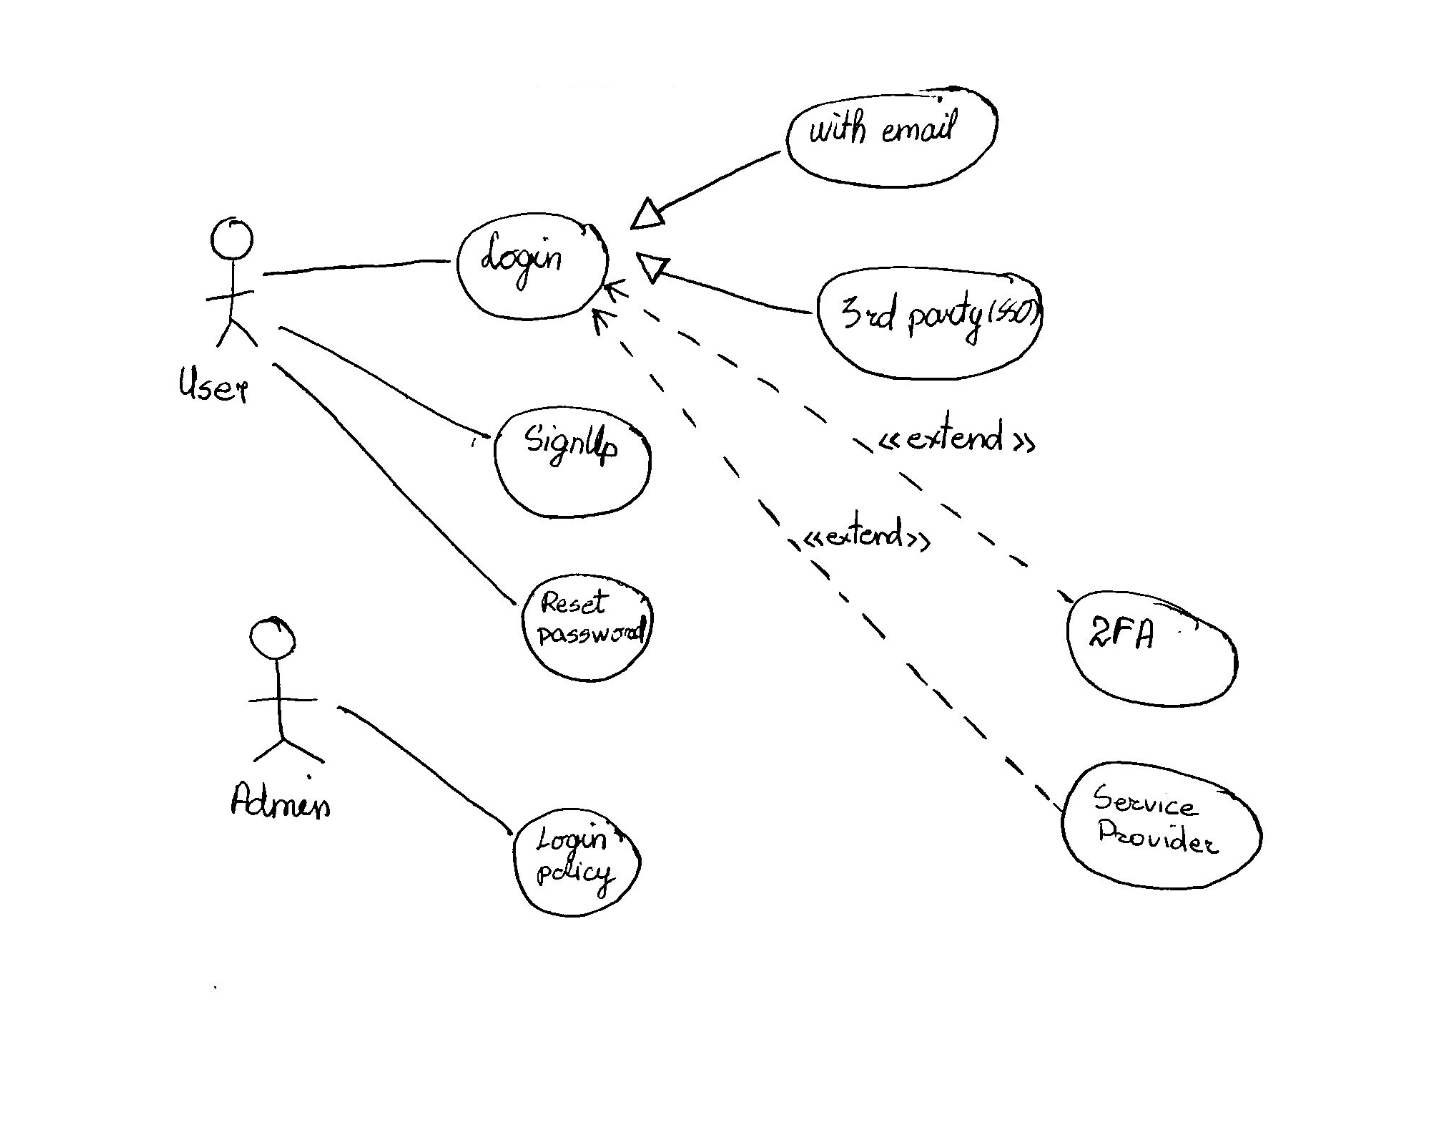 with email
Login
3rd party (SSO)
User
SignUp
<<extend>>
<<extend>>
Reset
password
2FA
Admin
Service
Provider
Login
policy